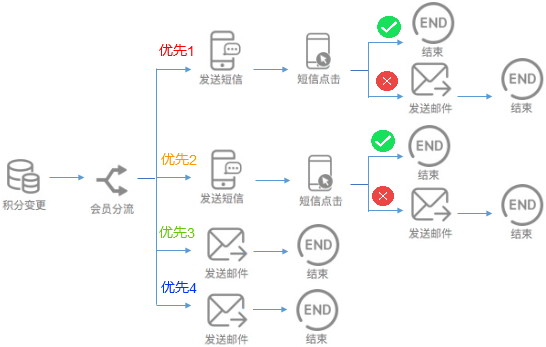 END
结束
优先1
发送短信
短信点击
END
发送邮件
结束
END
结束
优先2
发送短信
短信点击
END
发送邮件
结束
积分变更
会员分流
优先3
END
发送邮件
结束
优先4
END
发送邮件
结束